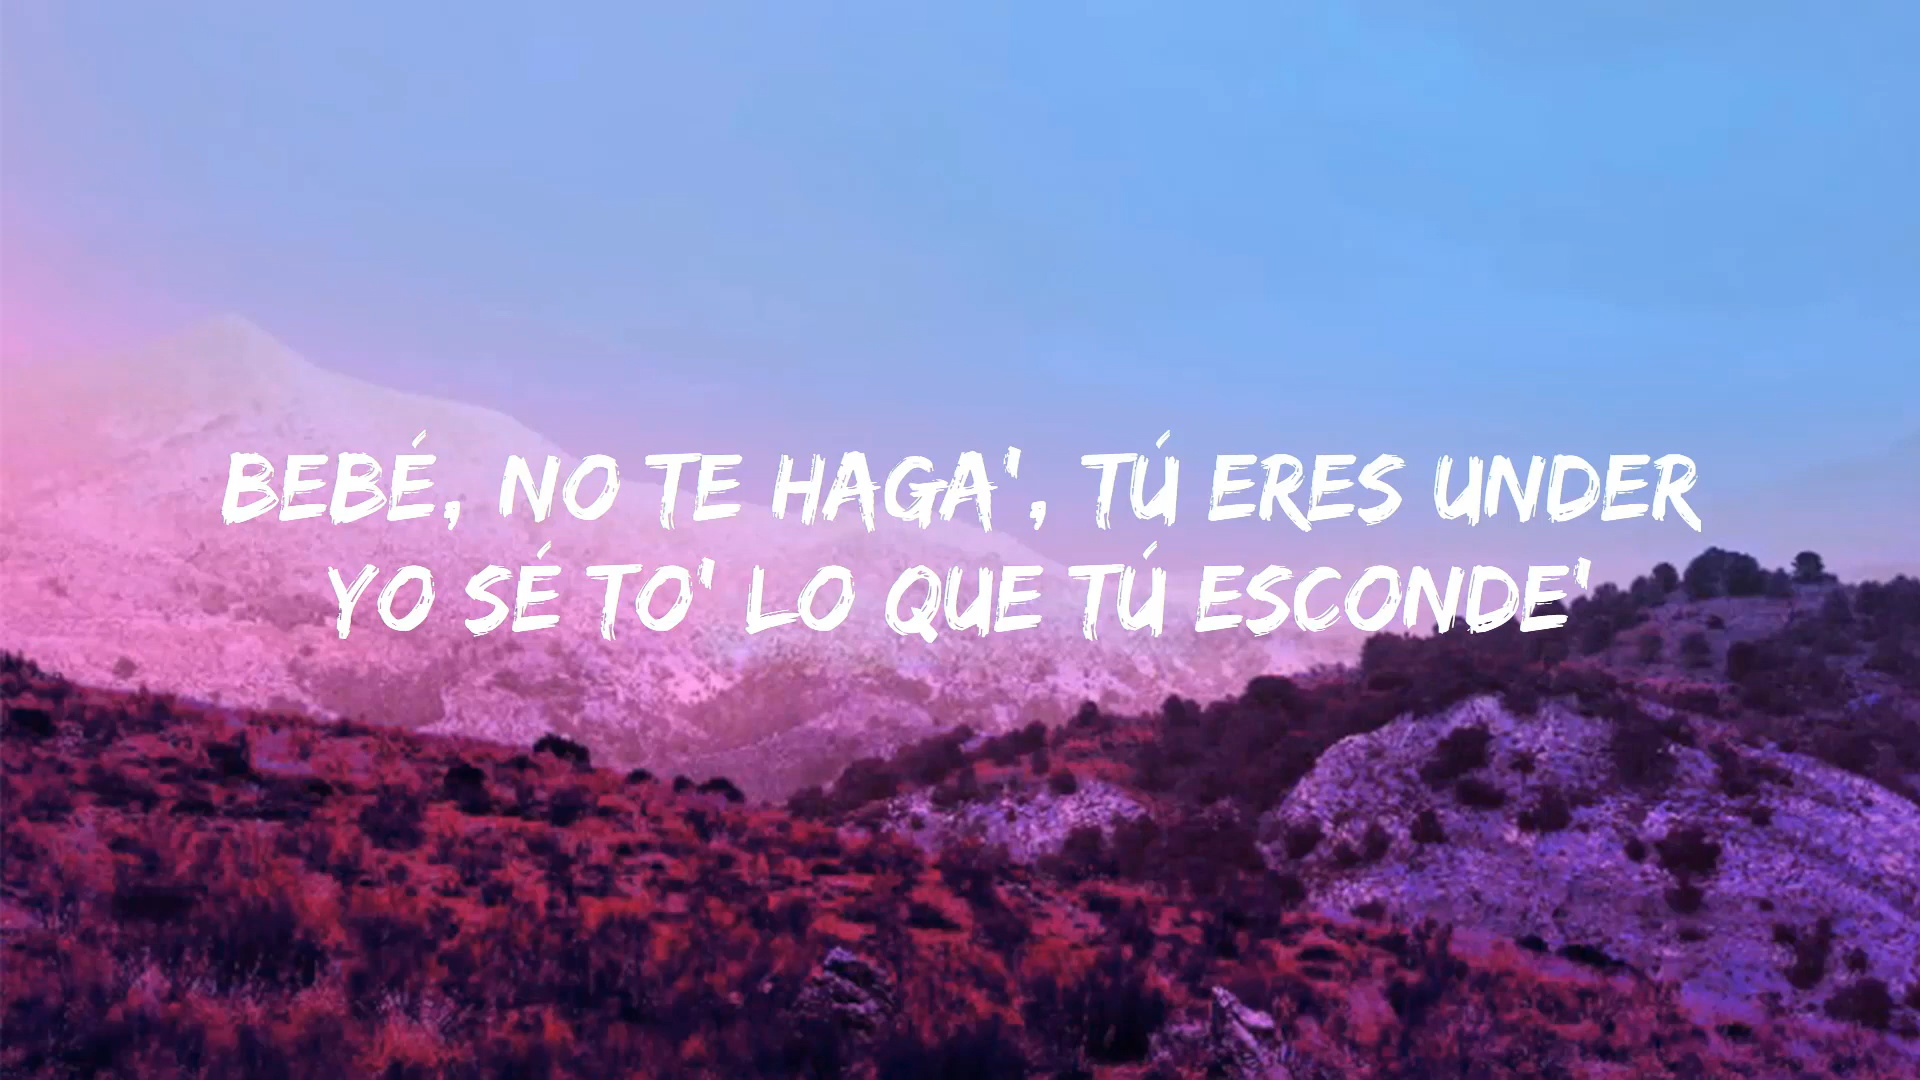 BEBÉ, NO TE HAGA', TÚ ERES UNDER
YO SÉ TO' LO QUE TÚ ESCONDE'